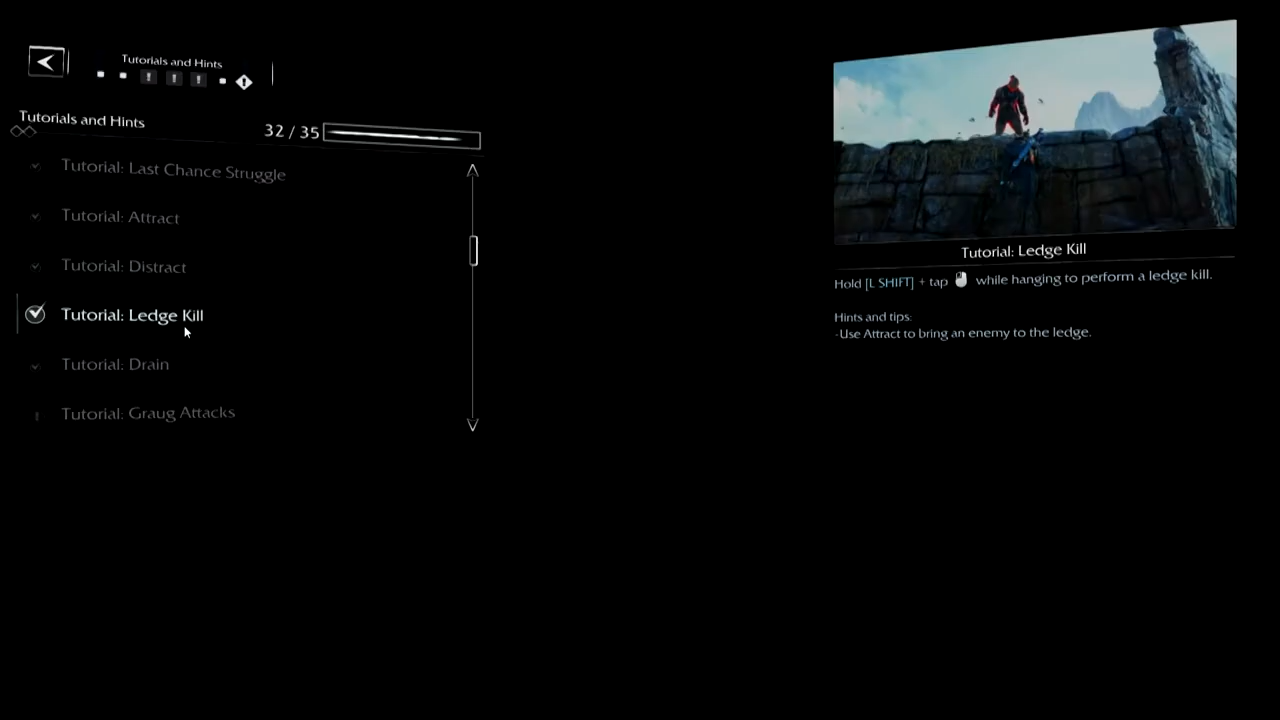 Tutorials and Hints
Tutorials and Hints
32 / 35
Tutorial: Last Chance Struggle
Tutorial: Attract
Tutorial: Distract
Tutorial: Ledge Kill
Tutorial: Drain
Tutorial: Graug Attacks
Tutorial: Ledge Kill
Hold [L SHIFT] + tap while hanging to perform a ledge kill.
Hints and tips:
-Use Attract to bring an enemy to the ledge.